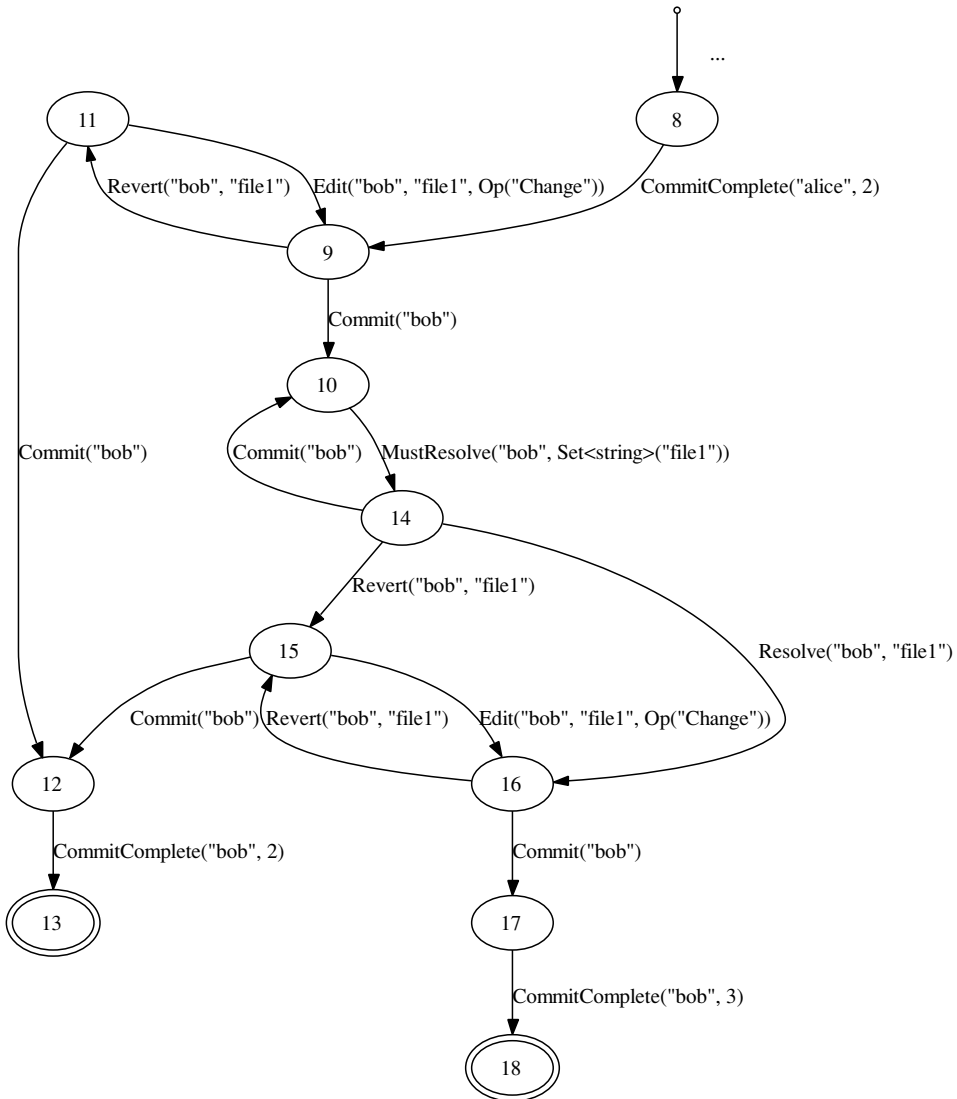 ...
11
8
Revert("bob", "file1")
Edit("bob", "file1", Op("Change"))
CommitComplete("alice", 2)
9
Commit("bob")
10
Commit("bob")
Commit("bob")
MustResolve("bob", Set<string>("file1"))
14
Revert("bob", "file1")
15
Resolve("bob", "file1")
Commit("bob")
Revert("bob", "file1")
Edit("bob", "file1", Op("Change"))
12
16
CommitComplete("bob", 2)
Commit("bob")
13
17
CommitComplete("bob", 3)
18